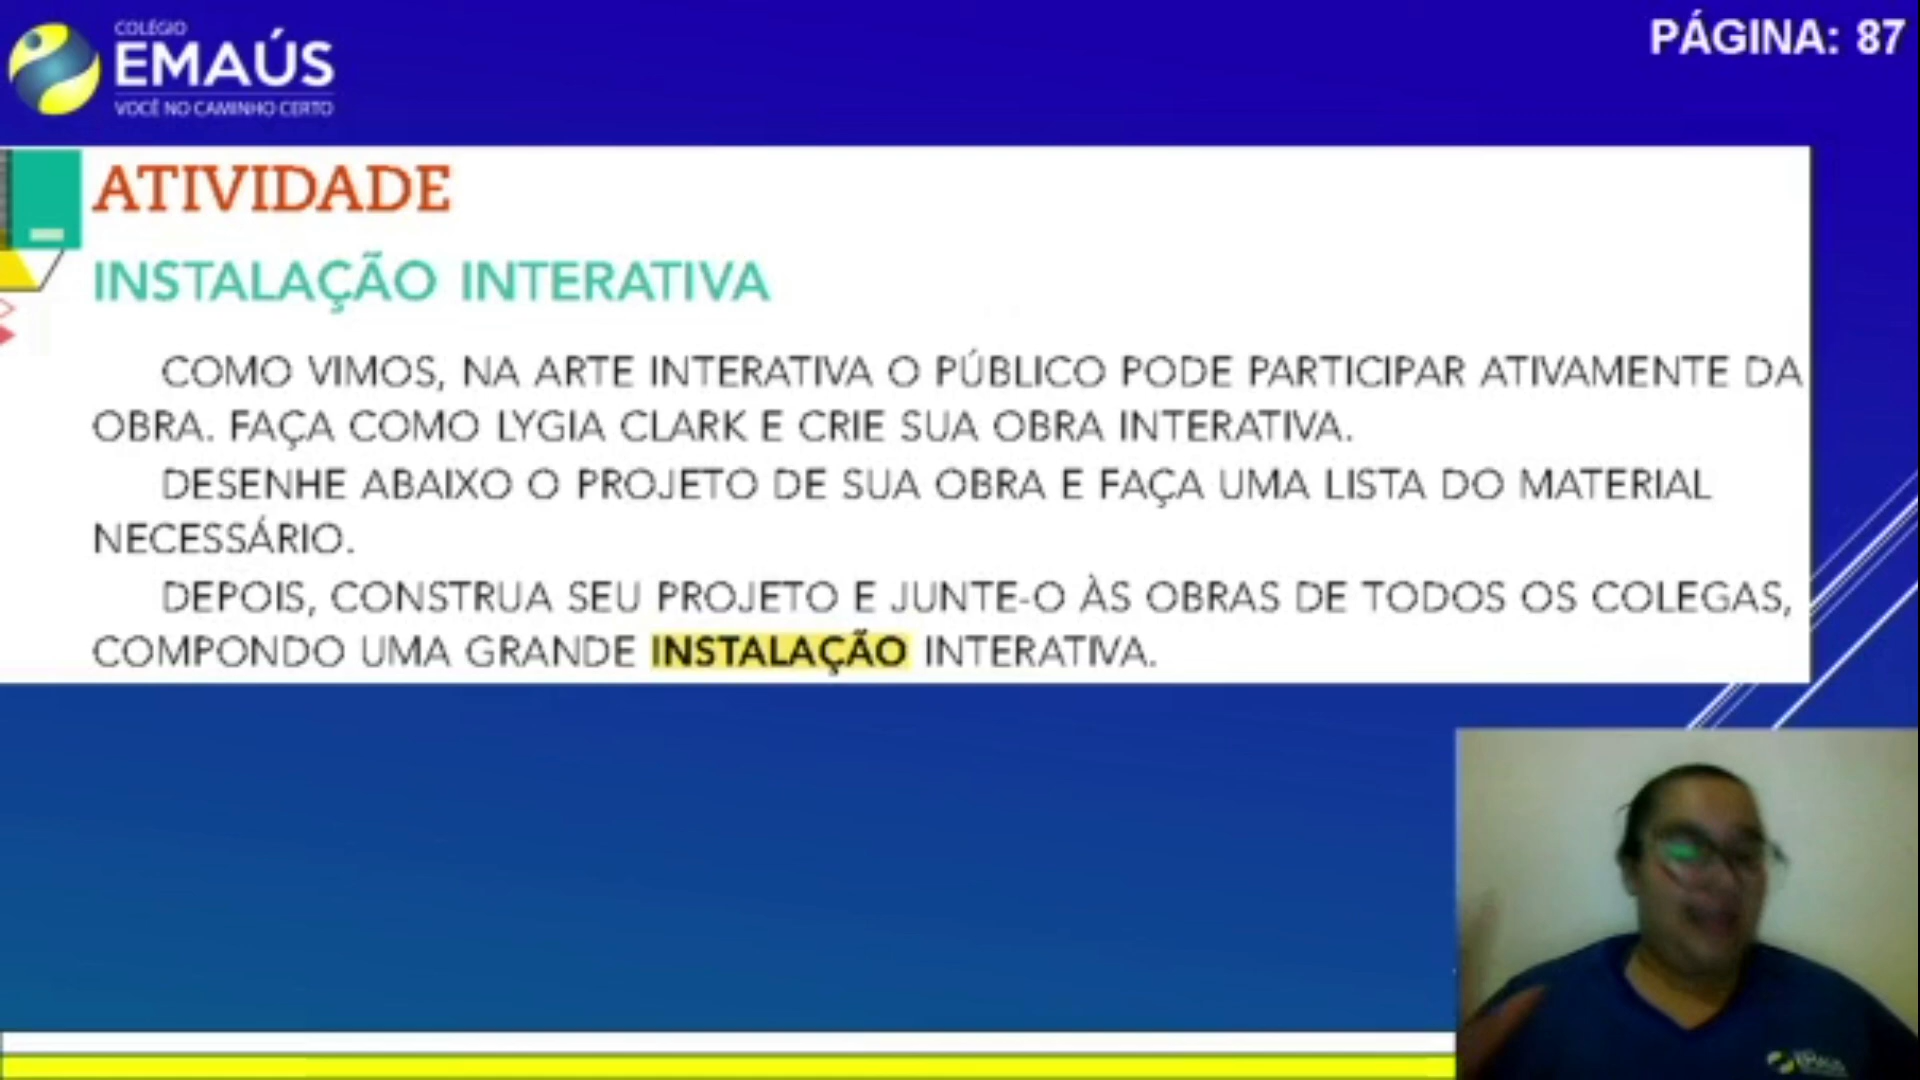 COLÉGIO
EMAÚS
VOCÊ NO CAMINHO CERTO
PÁGINA: 87
ATIVIDADE
INSTALAÇÃO INTERATIVA
COMO VIMOS, NA ARTE INTERATIVA O PÚBLICO PODE PARTICIPAR ATIVAMENTE DA
OBRA. FAÇA COMO LYGIA CLARK E CRIE SUA OBRA INTERATIVA.
DESENHE ABAIXO O PROJETO DE SUA OBRA E FAÇA UMA LISTA DO MATERIAL
NECESSÁRIO.
DEPOIS, CONSTRUA SEU PROJETO E JUNTE-O ÀS OBRAS DE TODOS OS COLEGAS,
COMPONDO UMA GRANDE INSTALAÇÃO INTERATIVA.